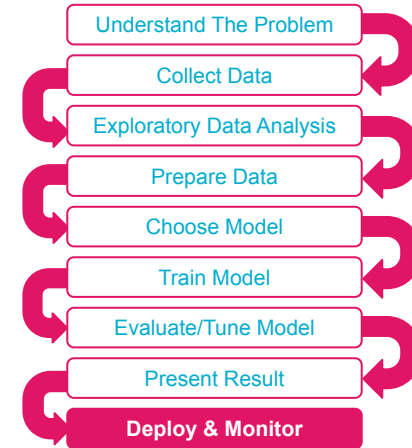 Understand The Problem
Collect Data
Exploratory Data Analysis
Prepare Data
Choose Model
Train Model
Evaluate/Tune Model
Present Result
Deploy & Monitor